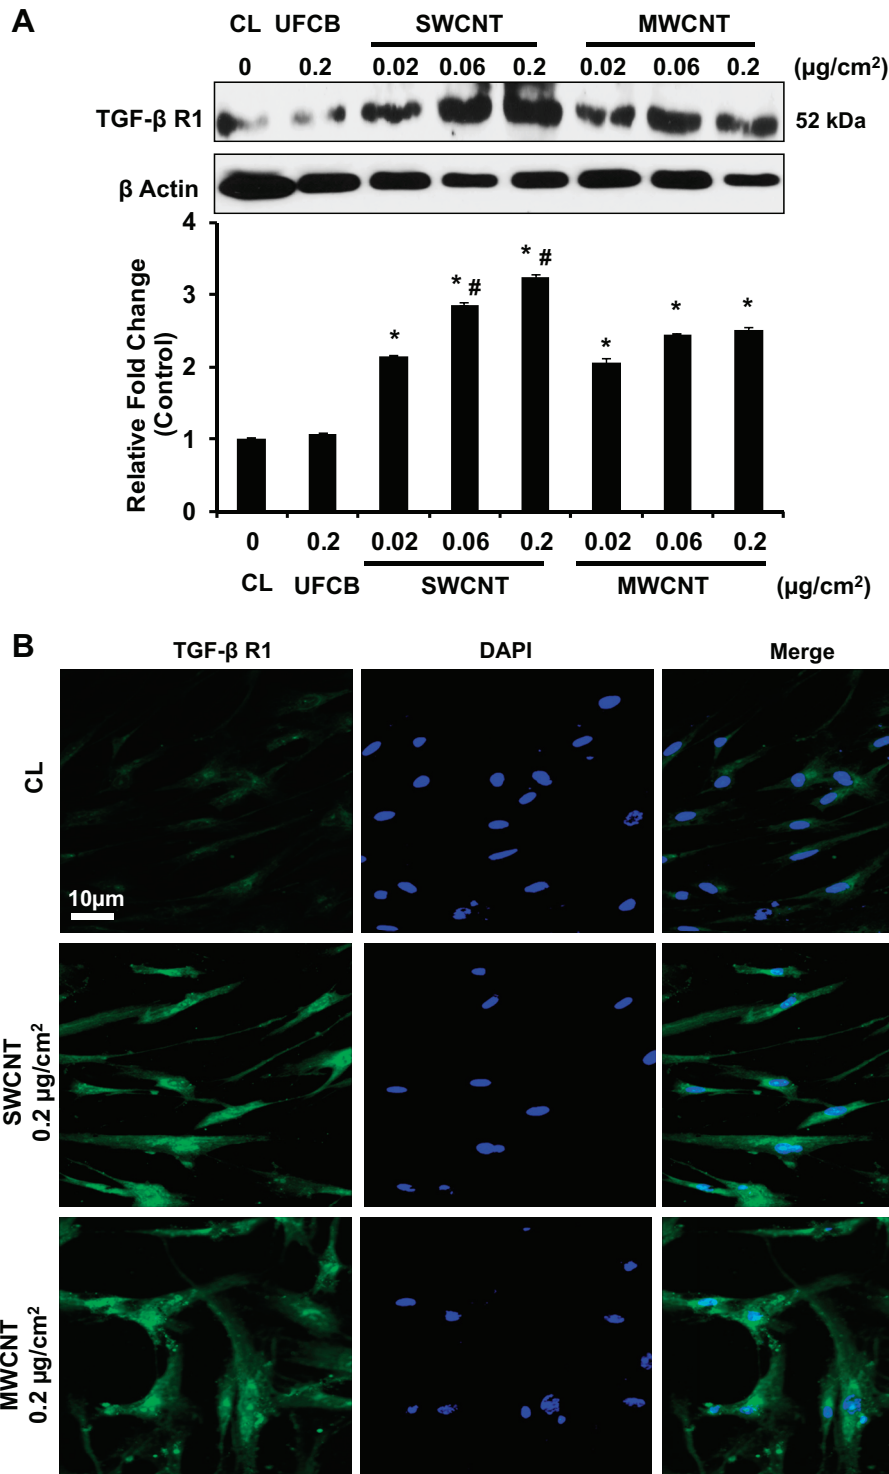 A
CL UFCB SWCNT MWCNT
0 0.2 0.02 0.06 0.2 0.02 0.06 0.2 (µg/cm²)
TGF-β R1 52 kDa
β Actin
Relative Fold Change
(Control)
4
3
2
1
0
* * # * # * * *
0 0.2 0.02 0.06 0.2 0.02 0.06 0.2
CL UFCB SWCNT MWCNT (µg/cm²)
B
TGF-β R1 DAPI Merge
CL
10µm
SWCNT
0.2 µg/cm²
MWCNT
0.2 µg/cm²